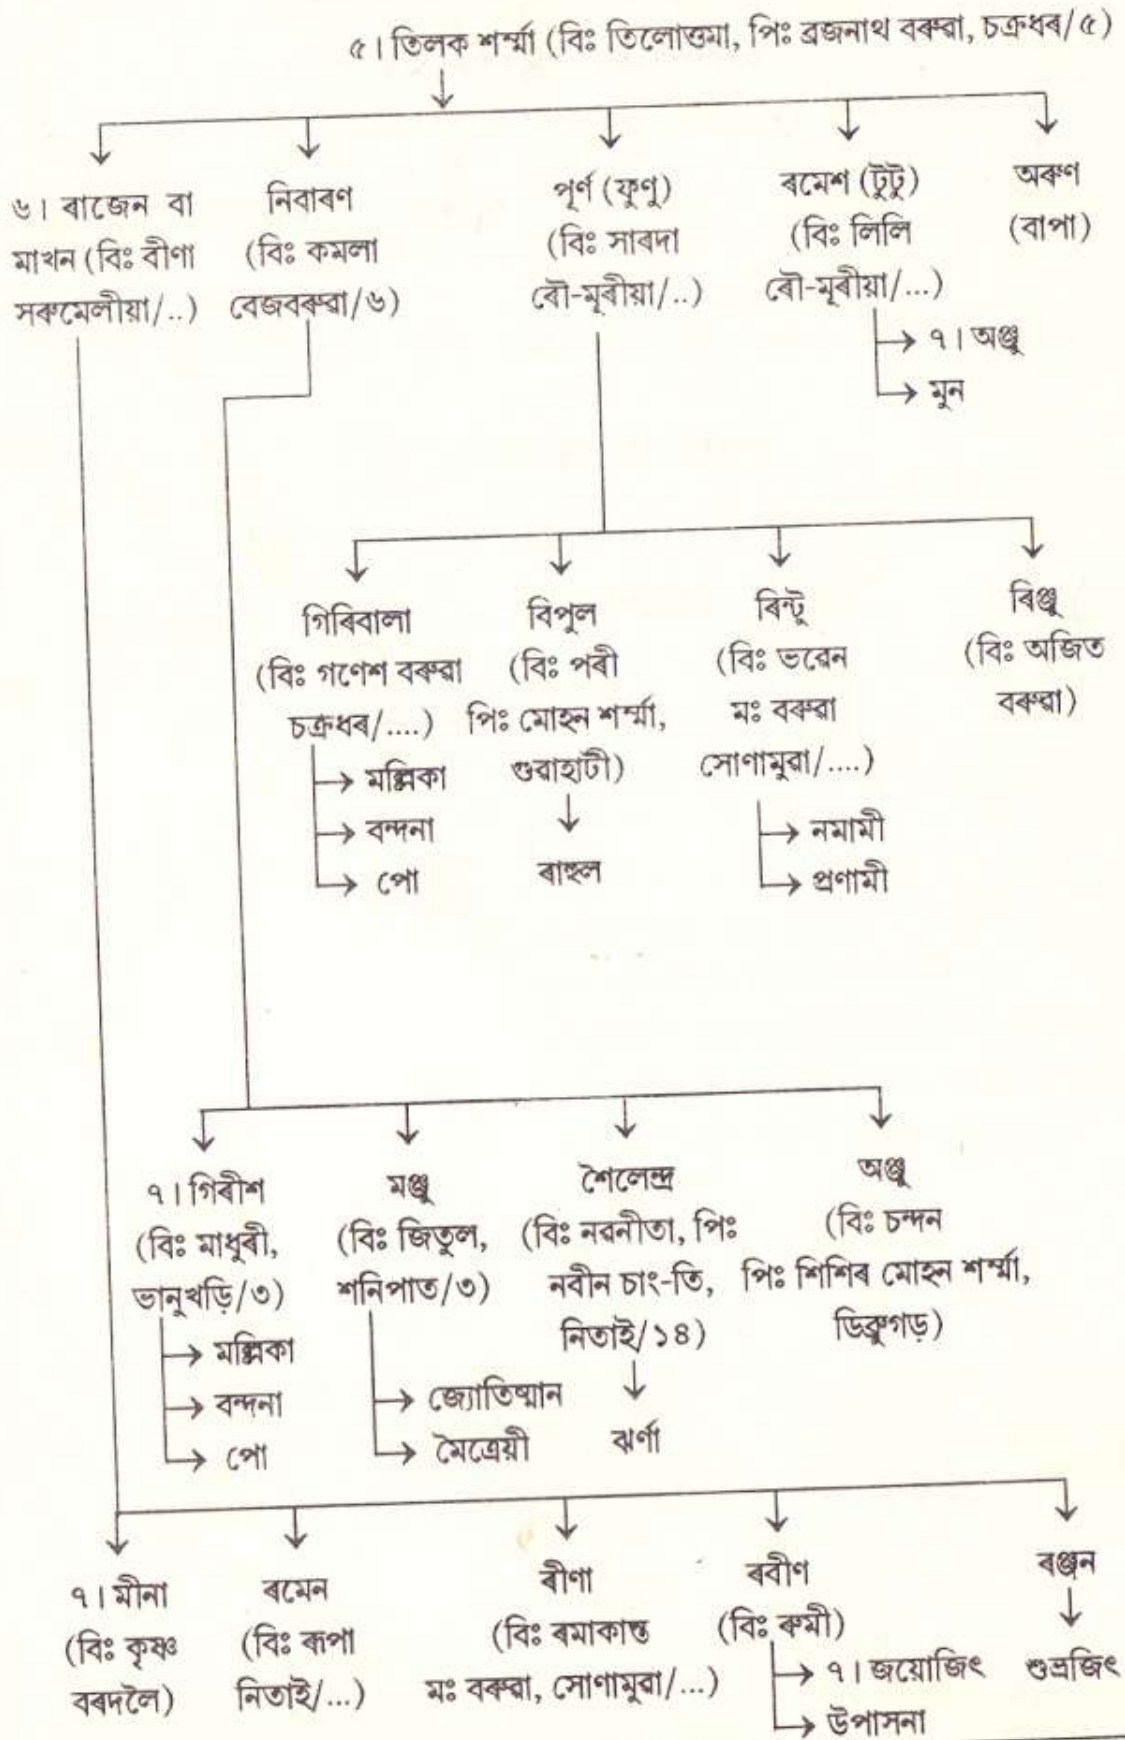 ৫। তিলক শৰ্ম্মা (বিঃ তিলোত্তমা, পিঃ ব্ৰজনাথ বৰুৱা, চক্ৰধৰ/৫)
৬। ৰাজেন বা
মাখন (বিঃ বীণা
সৰুমেলীয়া/..)
নিবাৰণ
(বিঃ কমলা
বেজবৰুৱা/৬)
পূৰ্ণ (ফুণু)
(বিঃ সাৰদা
ৰৌ-মূৰীয়া/..)
ৰমেশ (টুটু)
(বিঃ লিলি
ৰৌ-মূৰীয়া/...)
৭। অঞ্জু
মুন
অৰুণ
(বাপা)
গিৰিবালা
(বিঃ গণেশ বৰুৱা
চক্ৰধৰ/....)
মল্লিকা
বন্দনা
পো
বিপুল
(বিঃ পৰী
পিঃ মোহন শৰ্ম্মা,
গুৱাহাটী)
ৰাহুল
ৰিন্টু
(বিঃ ভৱেন
মঃ বৰুৱা
সোণামুৱা/....)
নমামী
প্ৰণামী
ৰিঞ্জু
(বিঃ অজিত
বৰুৱা)
৭। গিৰীশ
(বিঃ মাধুৰী,
ভানুখড়ি/৩)
মল্লিকা
বন্দনা
পো
মঞ্জু
(বিঃ জিতুল,
শনিপাত/৩)
জ্যোতিষ্মান
মৈত্ৰেয়ী
শৈলেন্দ্ৰ
(বিঃ নৱনীতা, পিঃ
নবীন চাং-তি,
নিতাই/১৪)
ঝৰ্ণা
অঞ্জু
(বিঃ চন্দন
পিঃ শিশিৰ মোহন শৰ্ম্মা,
ডিব্ৰুগড়)
৭। মীনা
(বিঃ কৃষ্ণ
বৰদলৈ)
ৰমেন
(বিঃ ৰূপা
নিতাই/...)
ৰীণা
(বিঃ ৰমাকান্ত
মঃ বৰুৱা, সোণামুৱা/...)
ৰবীণ
(বিঃ ৰুমী)
৭। জয়োজিৎ
উপাসনা
ৰঞ্জন
শুভ্ৰজিৎ